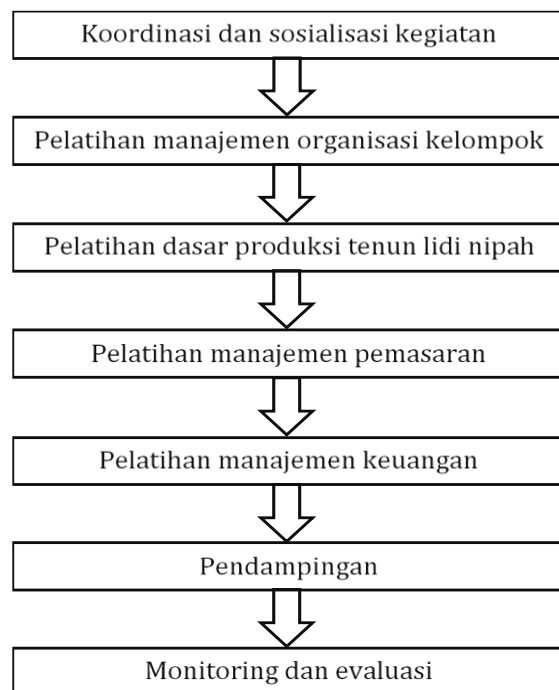 Koordinasi dan sosialisasi kegiatan
Pelatihan manajemen organisasi kelompok
Pelatihan dasar produksi tenun lidi nipah
Pelatihan manajemen pemasaran
Pelatihan manajemen keuangan
Pendampingan
Monitoring dan evaluasi